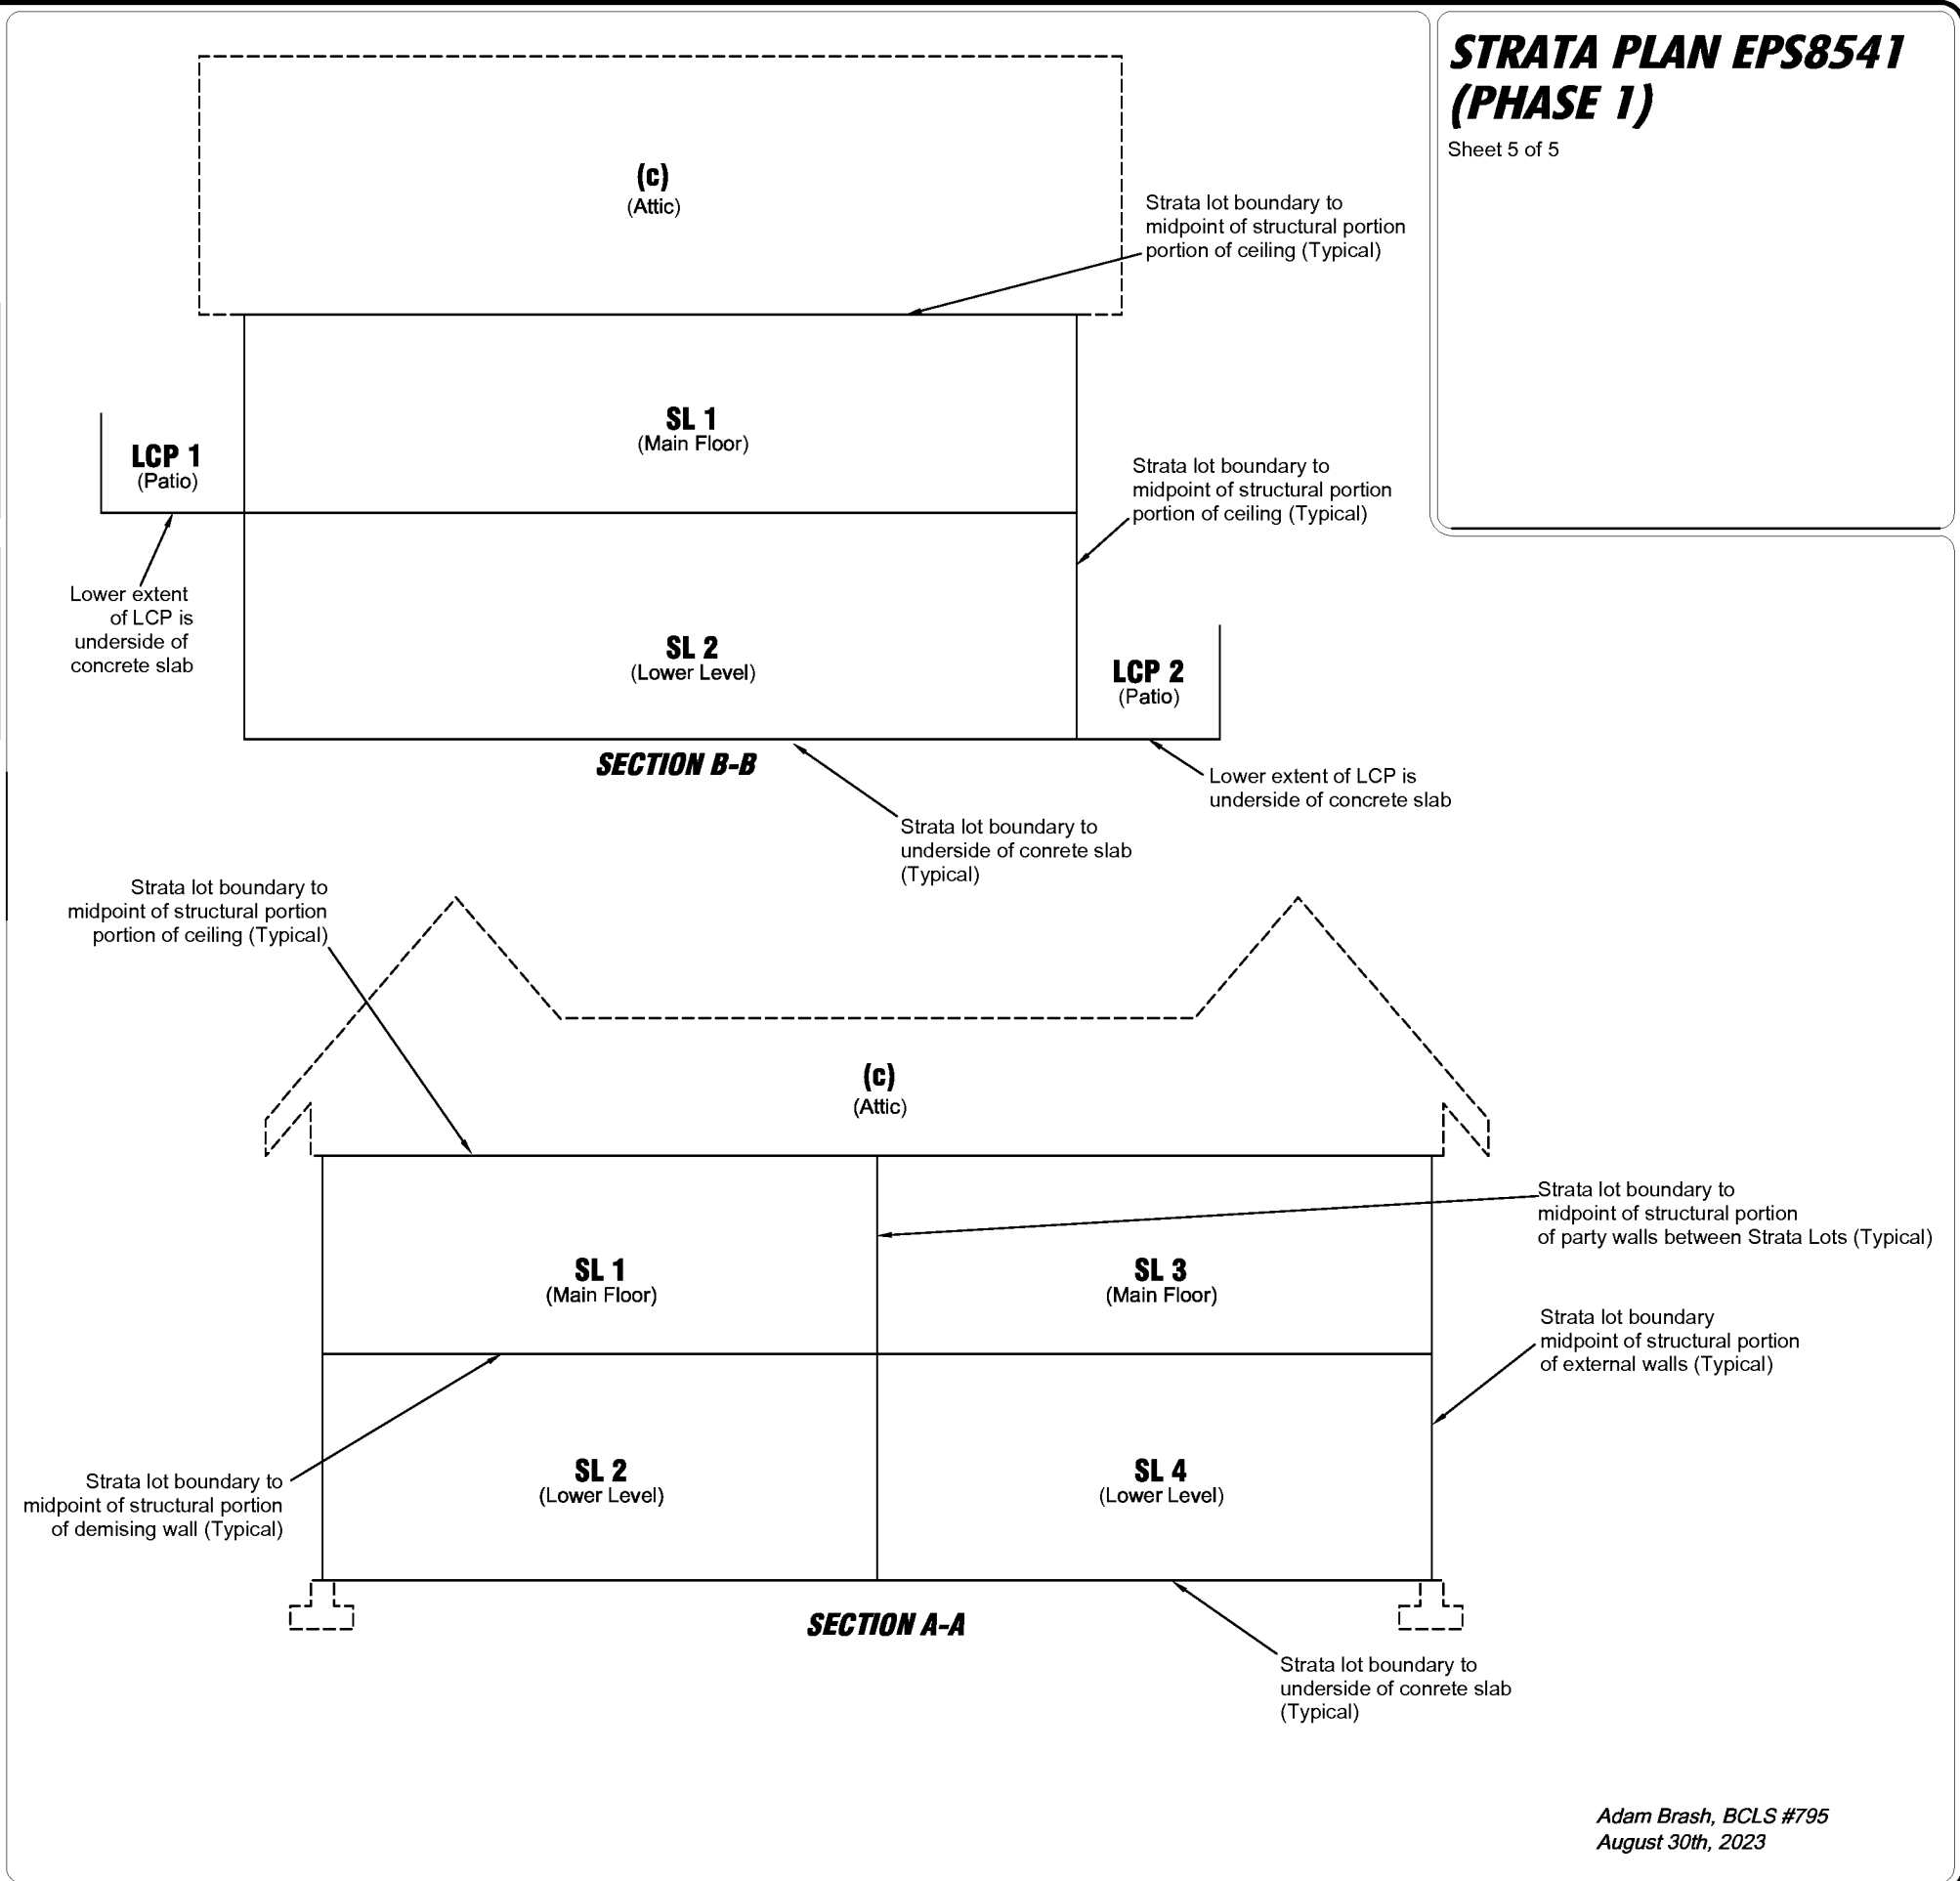 STRATA PLAN EPS8541
(PHASE 1)
Sheet 5 of 5
(c)
(Attic)
Strata lot boundary to
midpoint of structural portion
portion of ceiling (Typical)
SL 1
(Main Floor)
LCP 1
(Patio)
Strata lot boundary to
midpoint of structural portion
portion of ceiling (Typical)
Lower extent
of LCP is
underside of
concrete slab
SL 2
(Lower Level)
LCP 2
(Patio)
SECTION B-B
Lower extent of LCP is
underside of concrete slab
Strata lot boundary to
underside of conrete slab
(Typical)
Strata lot boundary to
midpoint of structural portion
portion of ceiling (Typical)
(c)
(Attic)
Strata lot boundary to
midpoint of structural portion
of party walls between Strata Lots (Typical)
SL 1
(Main Floor)
SL 3
(Main Floor)
Strata lot boundary
midpoint of structural portion
of external walls (Typical)
SL 2
(Lower Level)
SL 4
(Lower Level)
Strata lot boundary to
midpoint of structural portion
of demising wall (Typical)
SECTION A-A
Strata lot boundary to
underside of conrete slab
(Typical)
Adam Brash, BCLS #795
August 30th, 2023